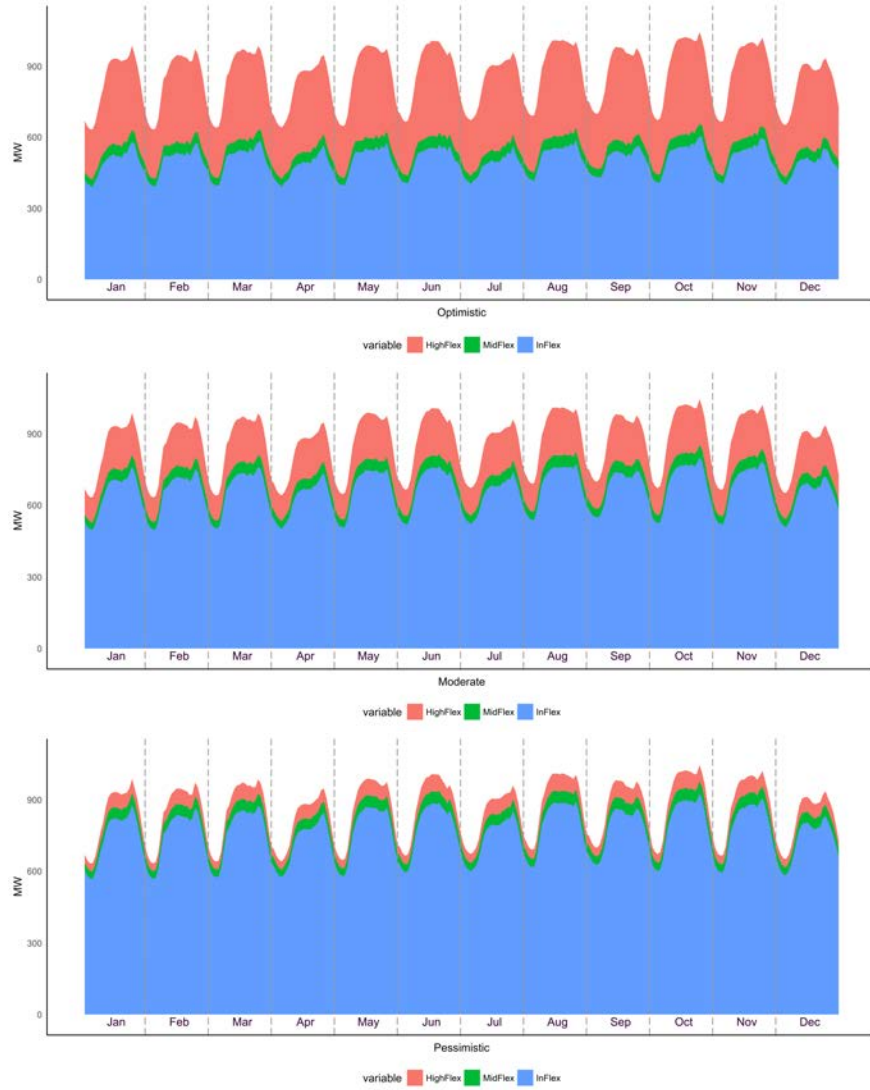 900
600
MW
300
0
Jan Feb Mar Apr May Jun Jul Aug Sep Oct Nov Dec
Optimistic
variable HighFlex MidFlex InFlex
900
600
MW
300
0
Jan Feb Mar Apr May Jun Jul Aug Sep Oct Nov Dec
Moderate
variable HighFlex MidFlex InFlex
900
600
MW
300
0
Jan Feb Mar Apr May Jun Jul Aug Sep Oct Nov Dec
Pessimistic
variable HighFlex MidFlex InFlex